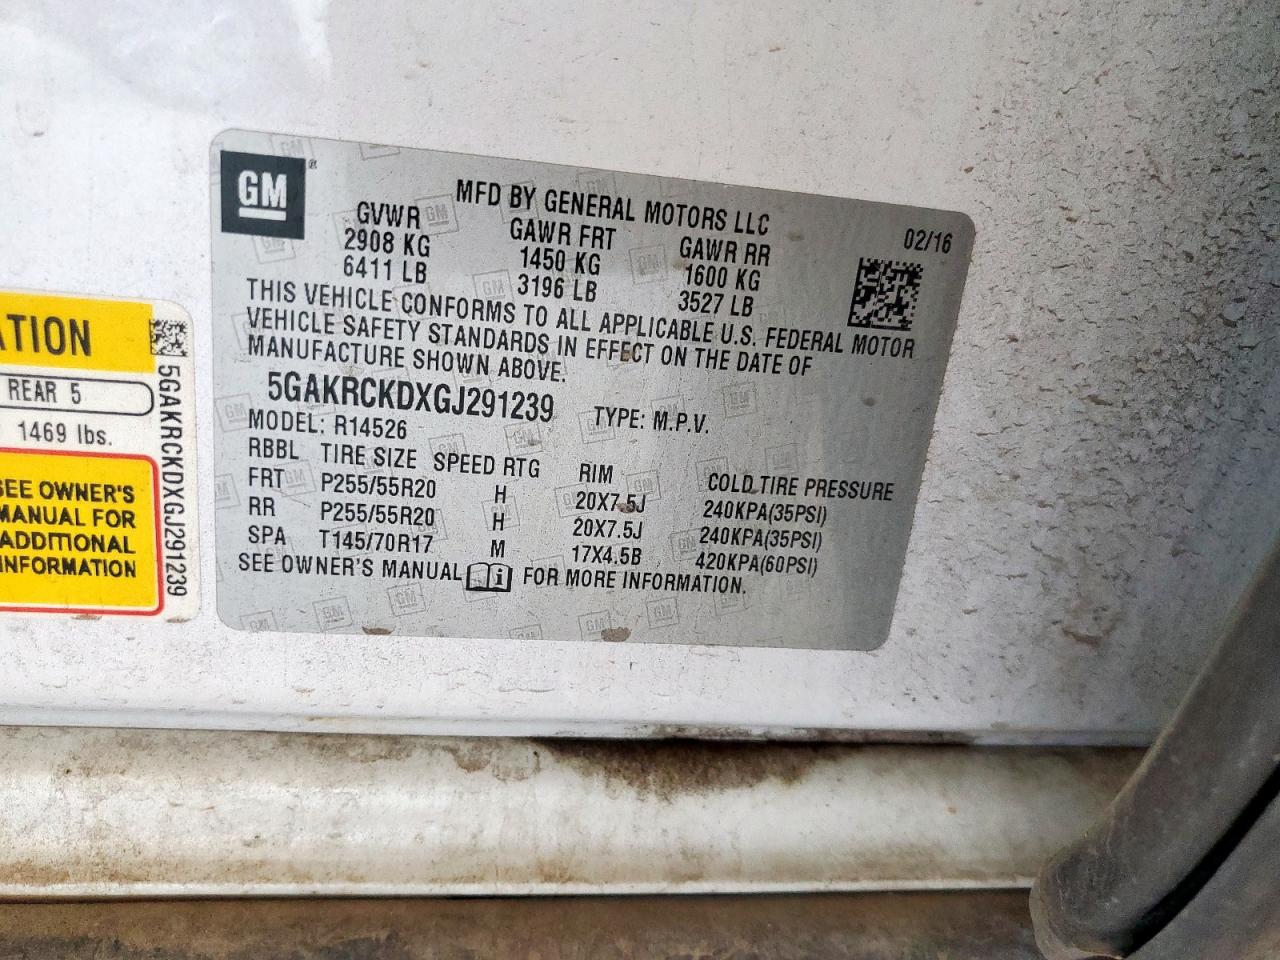 GM
®
MFD BY GENERAL MOTORS LLC
02/16
GVWR GAWR FRT GAWR RR
2908 KG 1450 KG 1600 KG
6411 LB 3196 LB 3527 LB
THIS VEHICLE CONFORMS TO ALL APPLICABLE U.S. FEDERAL MOTOR
VEHICLE SAFETY STANDARDS IN EFFECT ON THE DATE OF
MANUFACTURE SHOWN ABOVE.
5GAKRCKDXGJ291239 TYPE: M.P.V.
MODEL: R14526
RBBL TIRE SIZE SPEED RTG RIM COLD TIRE PRESSURE
FRT P255/55R20 H 20X7.5J 240KPA(35PSI)
RR P255/55R20 H 20X7.5J 240KPA(35PSI)
SPA T145/70R17 M 17X4.5B 420KPA(60PSI)
SEE OWNER'S MANUAL i FOR MORE INFORMATION.
ATION
REAR 5
1469 lbs.
SEE OWNER'S
MANUAL FOR
ADDITIONAL
INFORMATION
5GAKRCKDXGJ291239